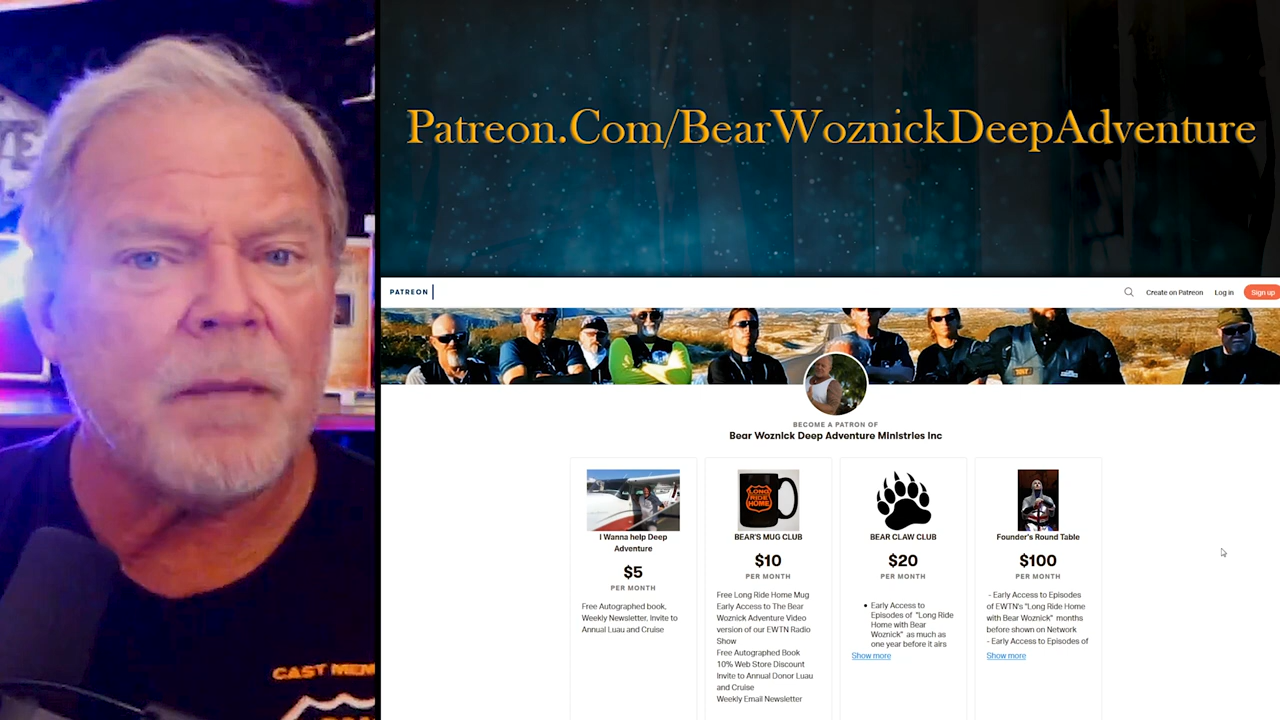 Patreon.Com/BearWoznickDeepAdventure
PATREON
Create on Patreon
Log in
Sign up
BECOME A PATRON OF
Bear Woznick Deep Adventure Ministries Inc
I Wanna help Deep
Adventure
$5
PER MONTH
Free Autographed book,
Weekly Newsletter, Invite to
Annual Luau and Cruise
LONG
RIDE
HOME
BEAR'S MUG CLUB
$10
PER MONTH
Free Long Ride Home Mug
Early Access to The Bear
Woznick Adventure Video
version of our EWTN Radio
Show
Free Autographed Book
10% Web Store Discount
Invite to Annual Donor Luau
and Cruise
Weekly Email Newsletter
BEAR CLAW CLUB
$20
PER MONTH
• Early Access to
Episodes of "Long Ride
Home with Bear
Woznick" as much as
one year before it airs
Show more
Founder's Round Table
$100
PER MONTH
- Early Access to Episodes
of EWTN's "Long Ride Home
with Bear Woznick" months
before shown on Network
- Early Access to Episodes of
Show more
CAST MEM